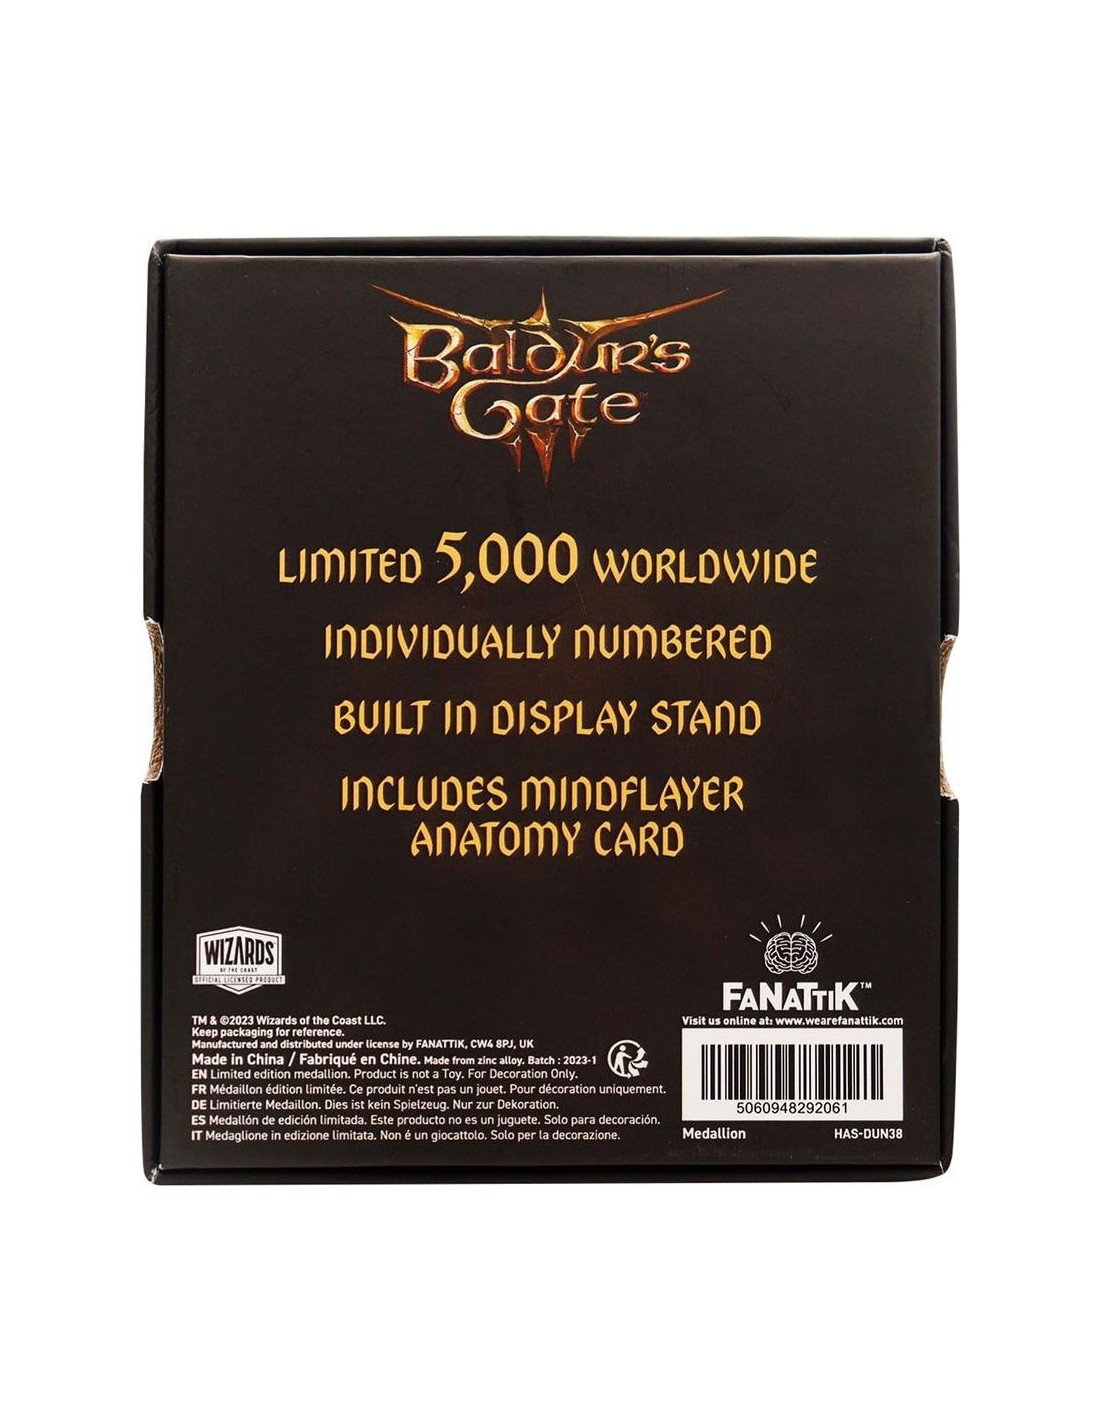 BALDUR'S
GATE™
LIMITED 5,000 WORLDWIDE
INDIVIDUALLY NUMBERED
BUILT IN DISPLAY STAND
INCLUDES MINDFLAYER
ANATOMY CARD
WIZARDS
OF THE COAST
OFFICIAL LICENSED PRODUCT
TM & ©2023 Wizards of the Coast LLC.
Keep packaging for reference.
Manufactured and distributed under license by FANATTIK, CW4 8PJ, UK
Made in China / Fabriqué en Chine. Made from zinc alloy. Batch : 2023-1
EN Limited edition medallion. Product is not a Toy. For Decoration Only.
FR Médaillon édition limitée. Ce produit n'est pas un jouet. Pour décoration uniquement.
DE Limitierte Medaillon. Dies ist kein Spielzeug. Nur zur Dekoration.
ES Medallón de edición limitada. Este producto no es un juguete. Solo para decoración.
IT Medaglione in edizione limitata. Non é un giocattolo. Solo per la decorazione.
FANATTIK™
Visit us online at: www.wearefanattik.com
5060948292061
Medallion HAS-DUN38